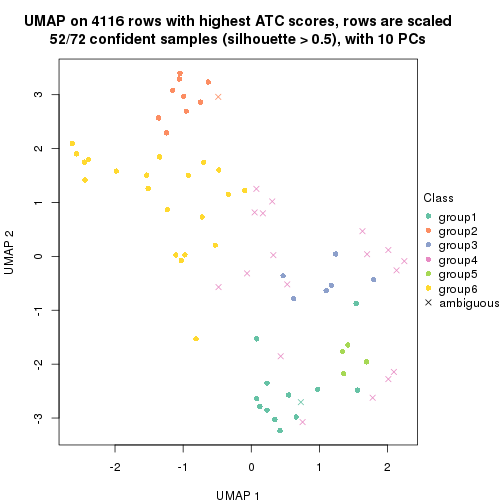 UMAP on 4116 rows with highest ATC scores, rows are scaled
52/72 confident samples (silhouette > 0.5), with 10 PCs
3
2
1
0
-1
-2
-3
UMAP 2
-2
-1
0
1
2
UMAP 1
Class
group1
group2
group3
group4
group5
group6
ambiguous